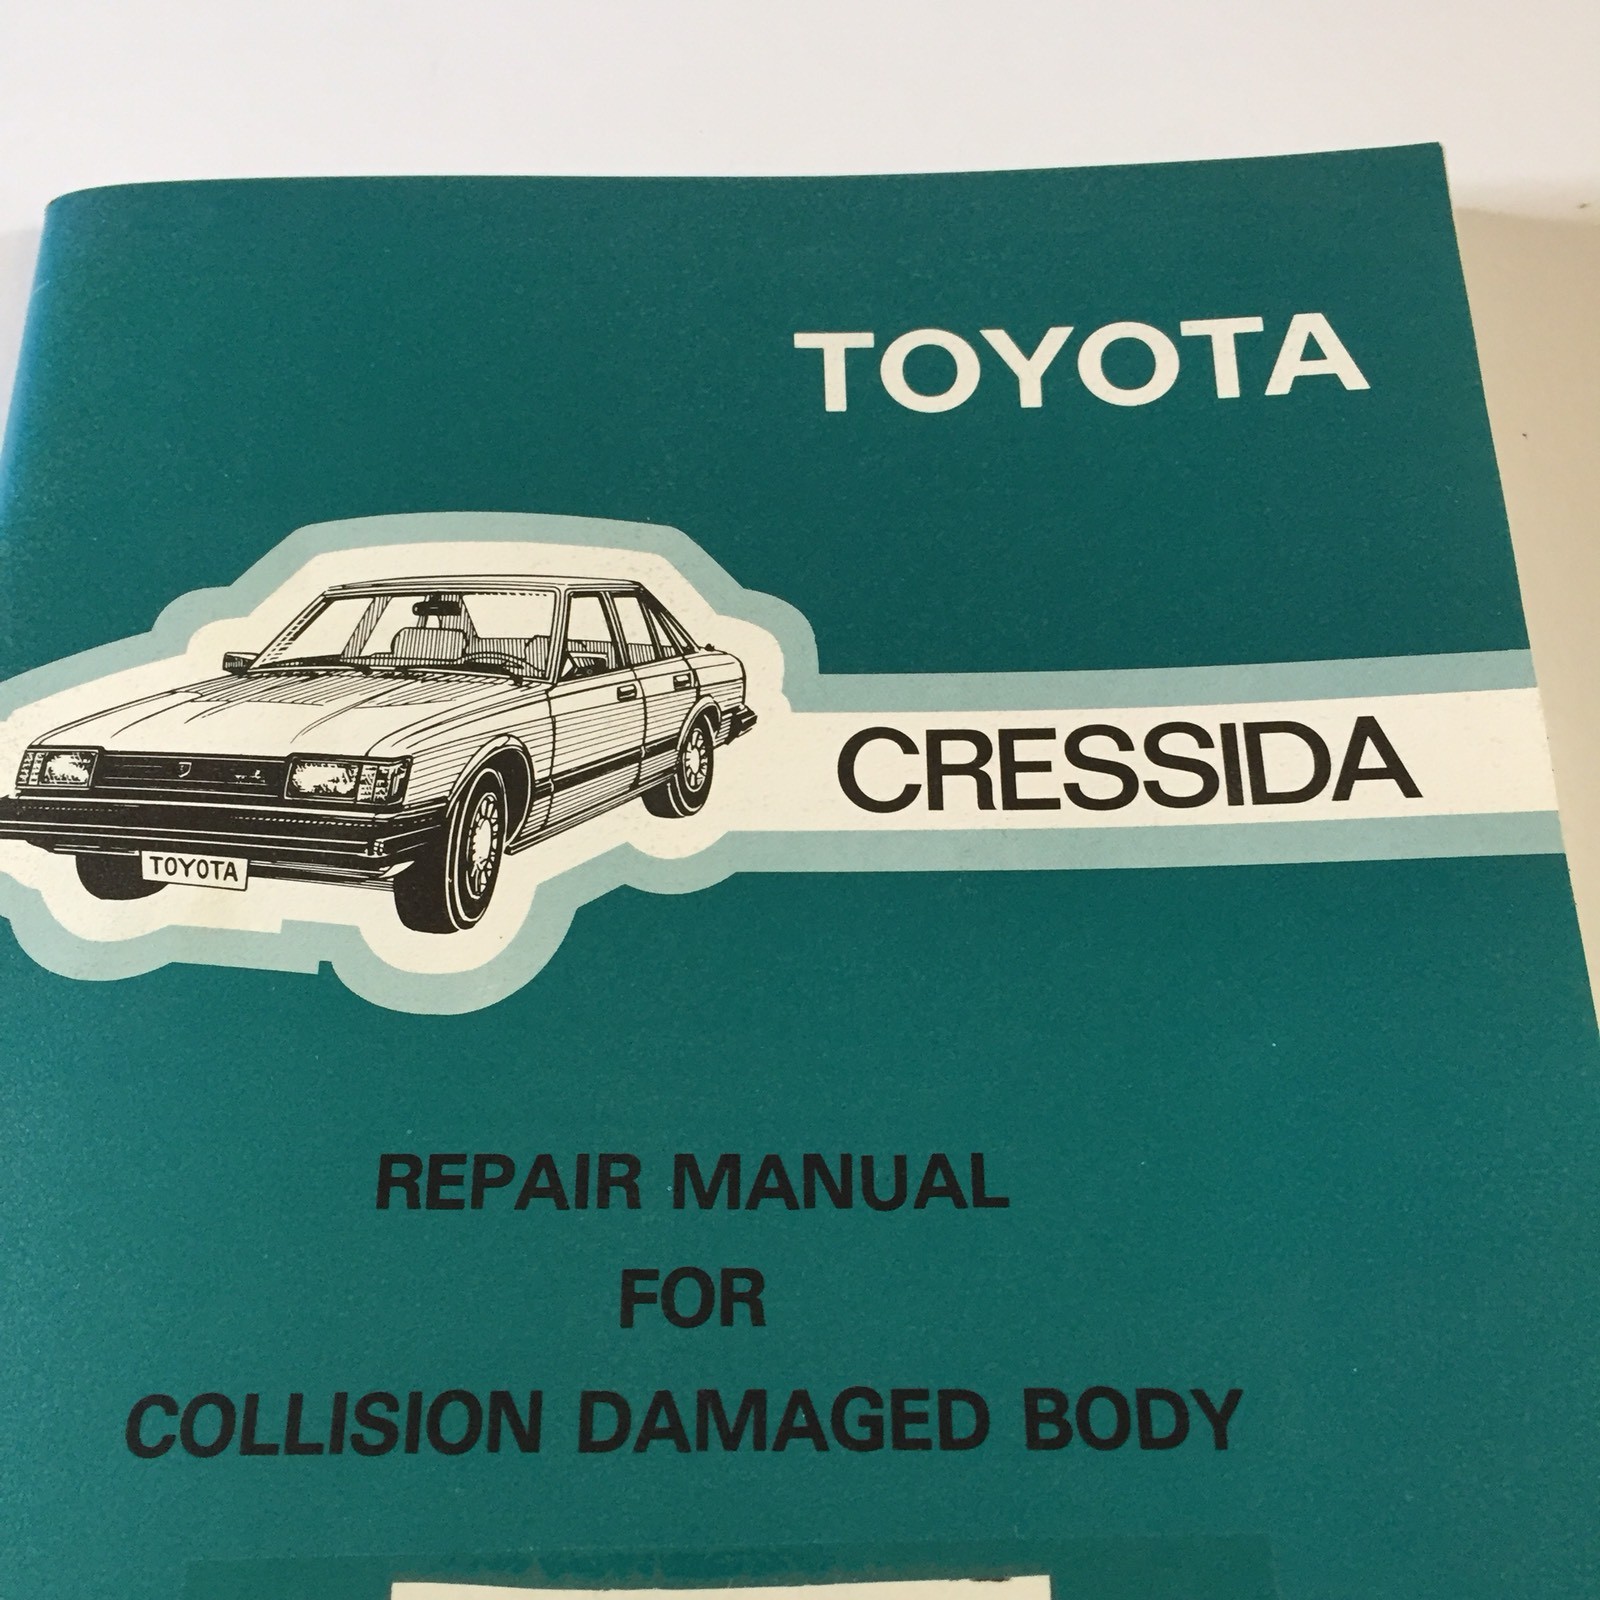 TOYOTA
CRESSIDA
TOYOTA
REPAIR MANUAL
FOR
COLLISION DAMAGED BODY